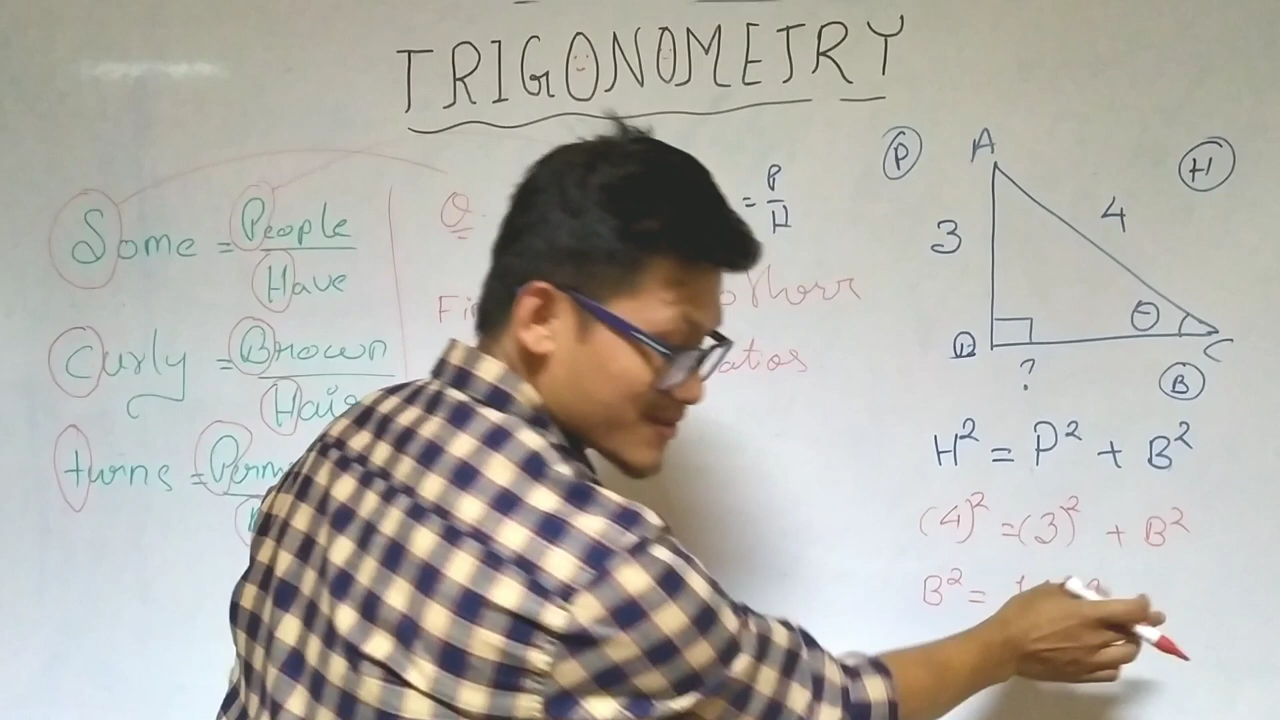 TRIGONOMETRY
Some = People
Have
Curly = Brown
Hair
turns =
Q.
= P
H
P
A
H
3
4
θ
B
C
?
B
H² = P² + B²
(4)² = (3)² + B²
B² =